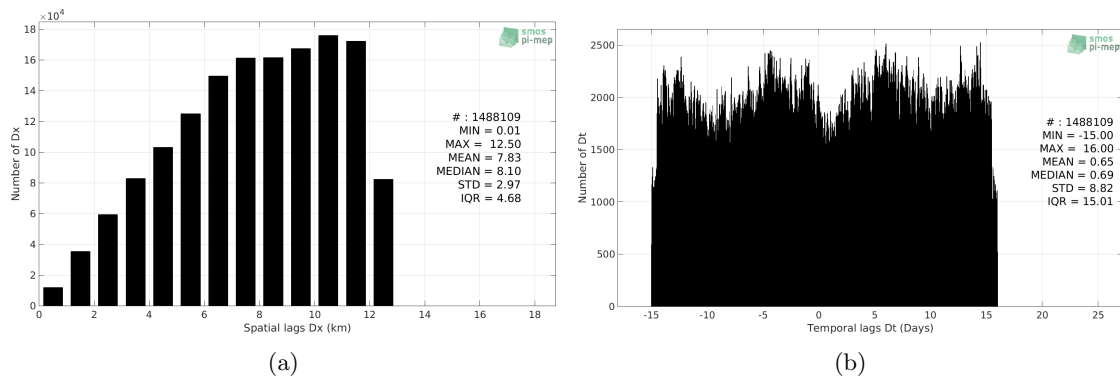 ×10⁴
18
16
14
12
10
8
6
4
2
0
Number of Dx
0 2 4 6 8 10 12 14 16 18
Spatial lags Dx (km)
smos
pi-mep
# : 1488109
MIN = 0.01
MAX = 12.50
MEAN = 7.83
MEDIAN = 8.10
STD = 2.97
IQR = 4.68
(a)
2500
2000
1500
1000
500
0
Number of Dt
-15 -10 -5 0 5 10 15 20 25
Temporal lags Dt (Days)
smos
pi-mep
# : 1488109
MIN = -15.00
MAX = 16.00
MEAN = 0.65
MEDIAN = 0.69
STD = 8.82
IQR = 15.01
(b)